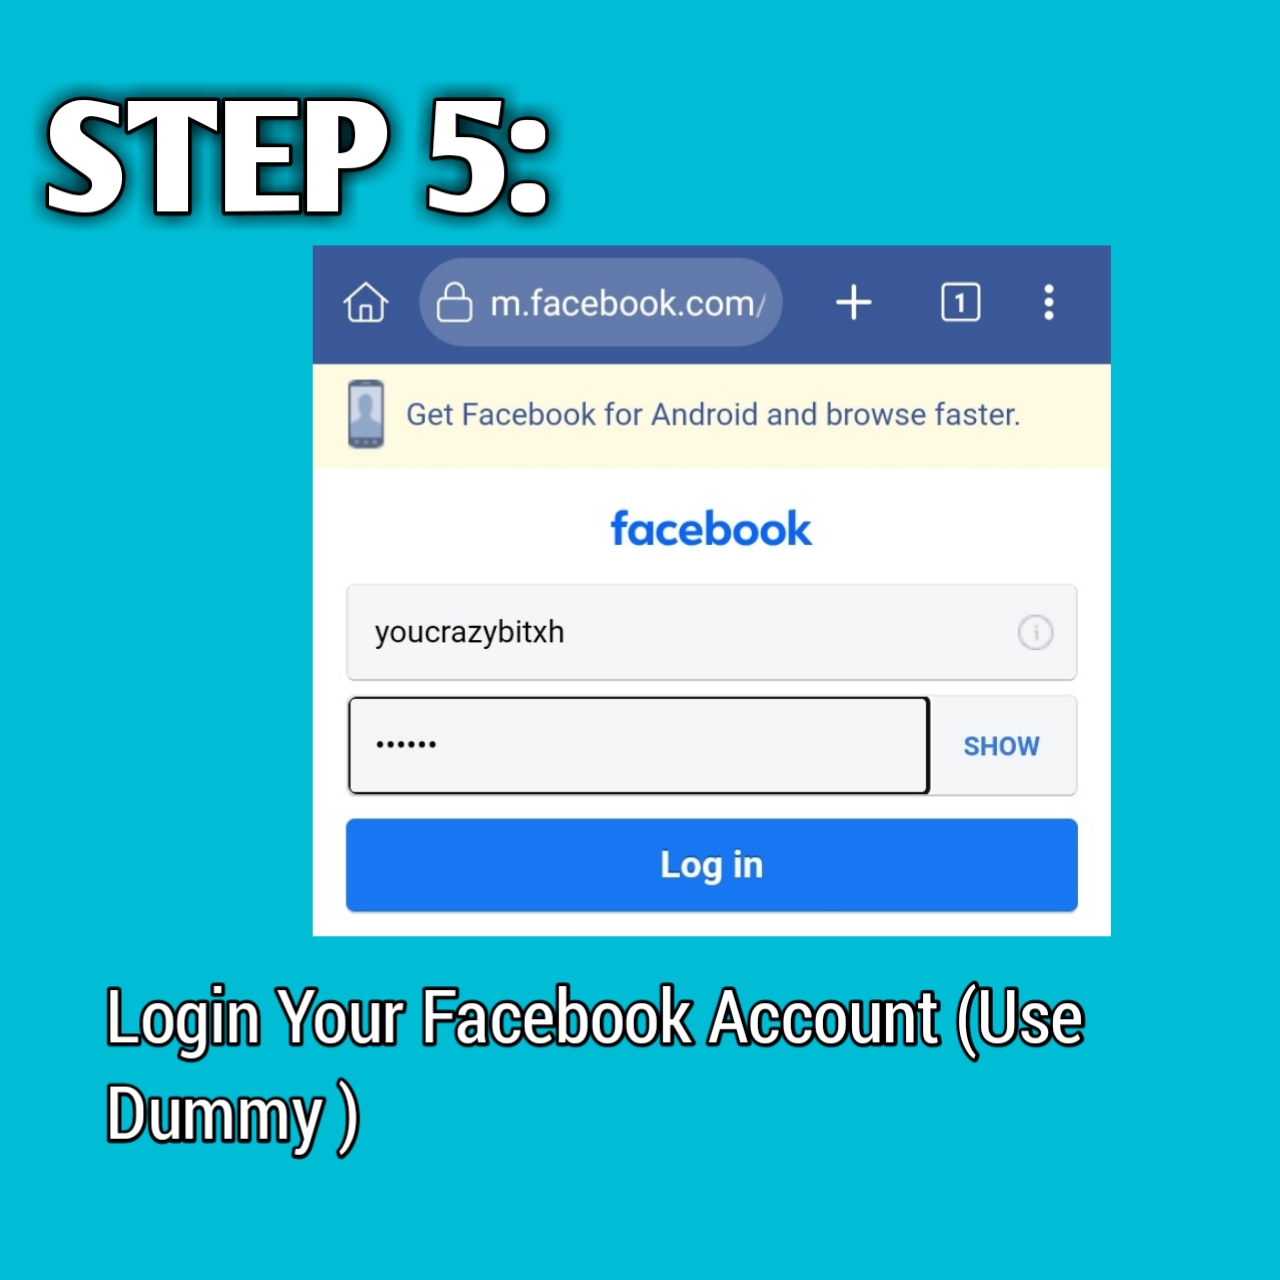 STEP 5:
m.facebook.com/
1
Get Facebook for Android and browse faster.
facebook
youcrazybitxh
••••••
SHOW
Log in
Login Your Facebook Account (Use
Dummy )